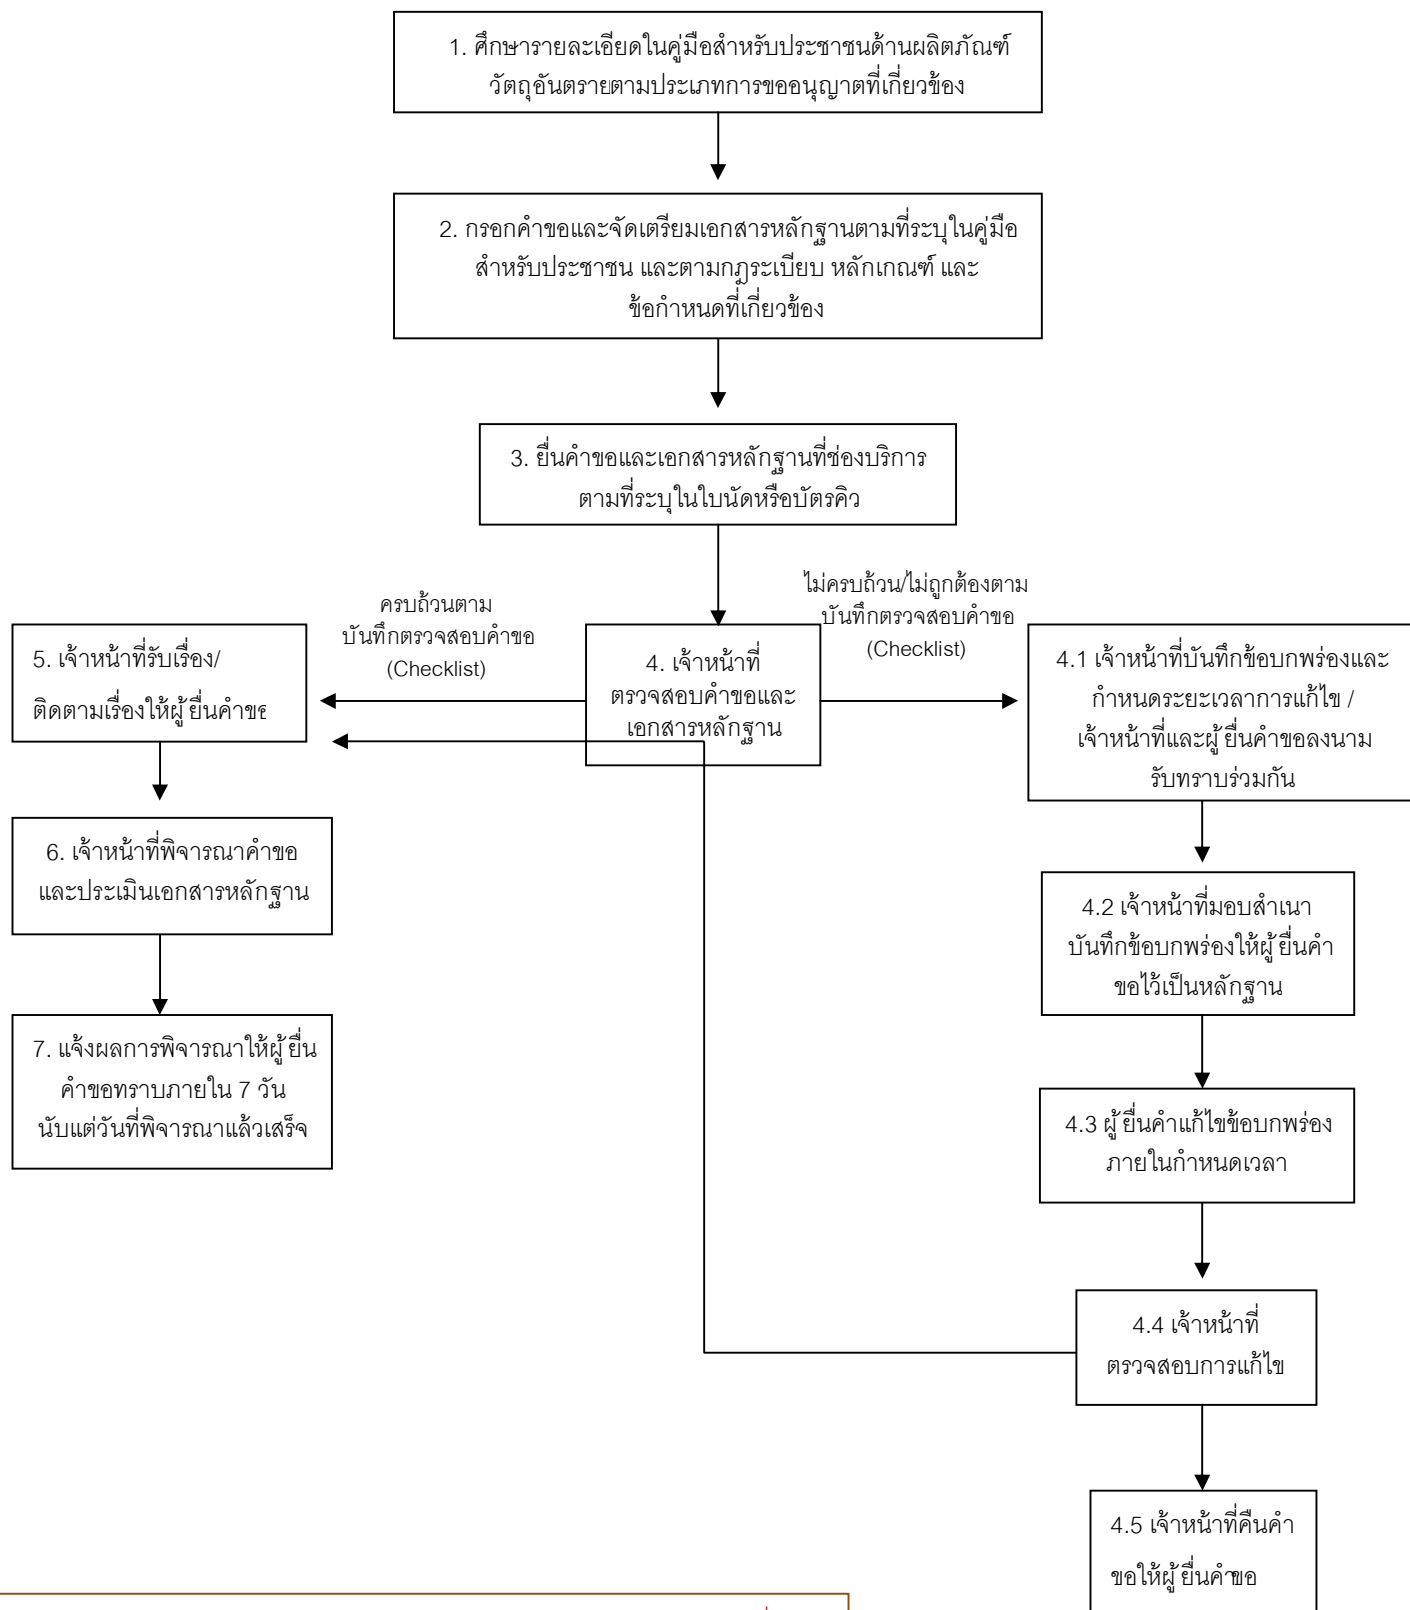 1. ศึกษารายละเอียดในคู่มือสำหรับประชาชนด้านผลิตภัณฑ์
วัตถุอันตรายตามประเภทการขออนุญาตที่เกี่ยวข้อง
2. กรอกคำขอและจัดเตรียมเอกสารหลักฐานตามที่ระบุในคู่มือ
สำหรับประชาชน และตามกฎระเบียบ หลักเกณฑ์ และ
ข้อกำหนดที่เกี่ยวข้อง
3. ยื่นคำขอและเอกสารหลักฐานที่ช่องบริการ
ตามที่ระบุในใบนัดหรือบัตรคิว
ครบถ้วนตาม
บันทึกตรวจสอบคำขอ
(Checklist)
ไม่ครบถ้วน/ไม่ถูกต้องตาม
บันทึกตรวจสอบคำขอ
(Checklist)
4. เจ้าหน้าที่
ตรวจสอบคำขอและ
เอกสารหลักฐาน
5. เจ้าหน้าที่รับเรื่อง/
ติดตามเรื่องให้ผู้ยื่นคำขอ
6. เจ้าหน้าที่พิจารณาคำขอ
และประเมินเอกสารหลักฐาน
7. แจ้งผลการพิจารณาให้ผู้ยื่น
คำขอทราบภายใน 7 วัน
นับแต่วันที่พิจารณาแล้วเสร็จ
4.1 เจ้าหน้าที่บันทึกข้อบกพร่องและ
กำหนดระยะเวลาการแก้ไข /
เจ้าหน้าที่และผู้ยื่นคำขอลงนาม
รับทราบร่วมกัน
4.2 เจ้าหน้าที่มอบสำเนา
บันทึกข้อบกพร่องให้ผู้ยื่นคำ
ขอไว้เป็นหลักฐาน
4.3 ผู้ยื่นคำแก้ไขข้อบกพร่อง
ภายในกำหนดเวลา
4.4 เจ้าหน้าที่
ตรวจสอบการแก้ไข
4.5 เจ้าหน้าที่คืนคำ
ขอให้ผู้ยื่นคำขอ